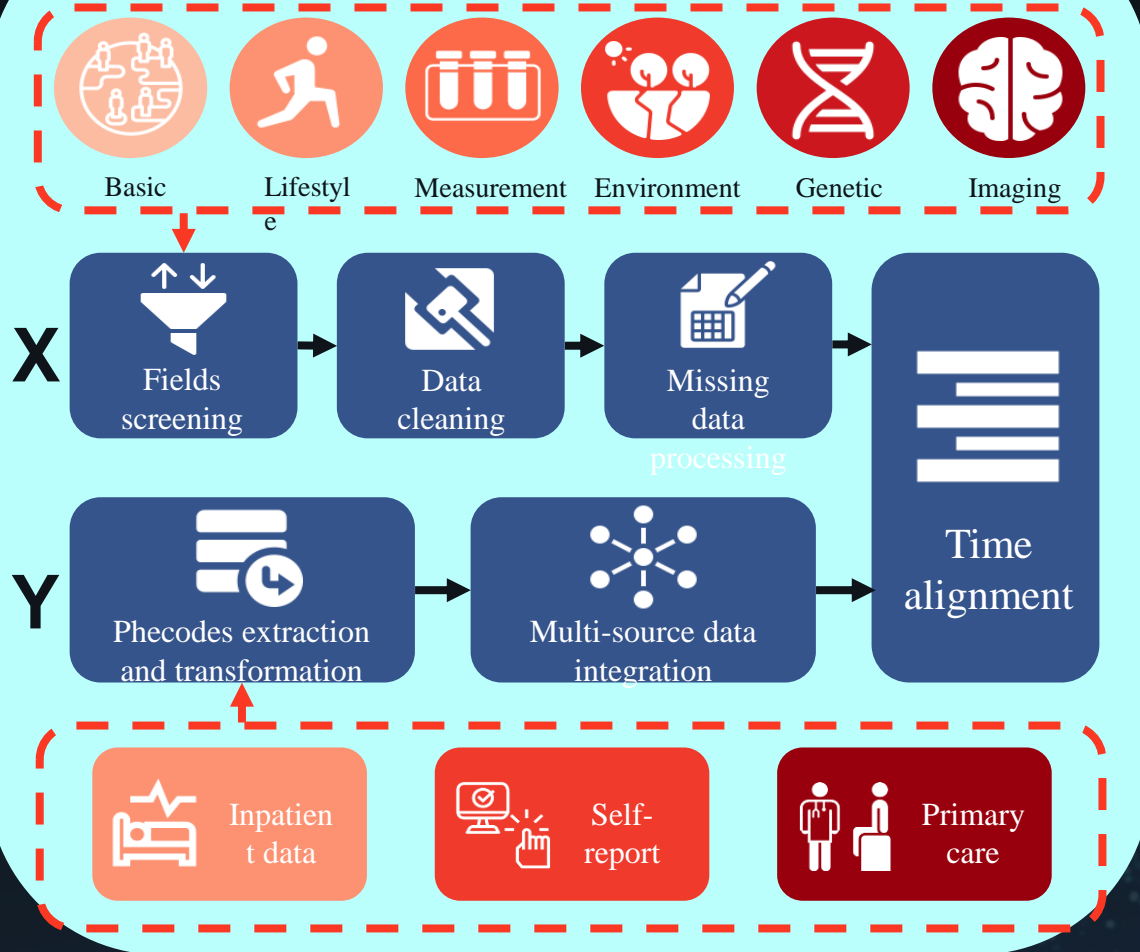 Basic
Lifestyl
e
Measurement
Environment
Genetic
Imaging
X
Fields
screening
Data
cleaning
Missing
data
processing
Time
alignment
Y
Phecodes extraction
and transformation
Multi-source data
integration
Inpatien
t data
Self-
report
Primary
care